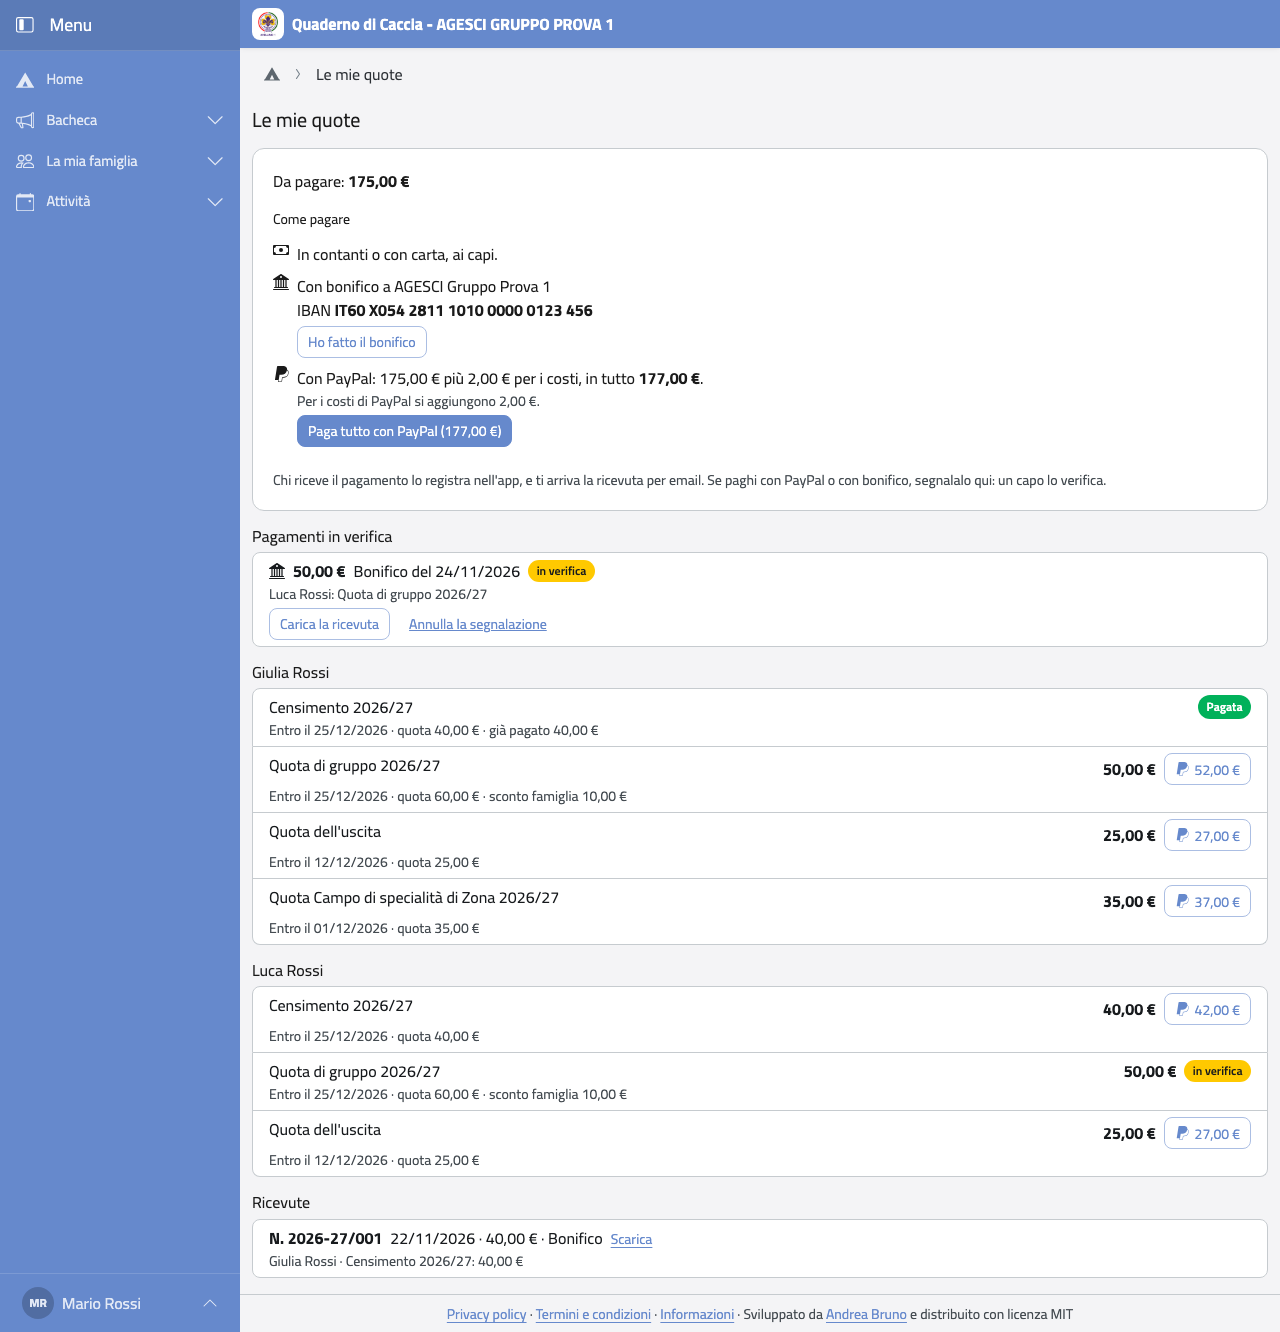 Menu
Quaderno di Caccia - AGESCI GRUPPO PROVA 1
Home
Bacheca
La mia famiglia
Attività
Le mie quote
Le mie quote
Da pagare: 175,00 €
Come pagare
In contanti o con carta, ai capi.
Con bonifico a AGESCI Gruppo Prova 1
IBAN IT60 X054 2811 1010 0000 0123 456
Ho fatto il bonifico
Con PayPal: 175,00 € più 2,00 € per i costi, in tutto 177,00 €.
Per i costi di PayPal si aggiungono 2,00 €.
Paga tutto con PayPal (177,00 €)
Chi riceve il pagamento lo registra nell'app, e ti arriva la ricevuta per email. Se paghi con PayPal o con bonifico, segnalalo qui: un capo lo verifica.
Pagamenti in verifica
50,00 € Bonifico del 24/11/2026 in verifica
Luca Rossi: Quota di gruppo 2026/27
Carica la ricevuta Annulla la segnalazione
Giulia Rossi
Censimento 2026/27 Pagata
Entro il 25/12/2026 · quota 40,00 € · già pagato 40,00 €
Quota di gruppo 2026/27 50,00 € 52,00 €
Entro il 25/12/2026 · quota 60,00 € · sconto famiglia 10,00 €
Quota dell'uscita 25,00 € 27,00 €
Entro il 12/12/2026 · quota 25,00 €
Quota Campo di specialità di Zona 2026/27 35,00 € 37,00 €
Entro il 01/12/2026 · quota 35,00 €
Luca Rossi
Censimento 2026/27 40,00 € 42,00 €
Entro il 25/12/2026 · quota 40,00 €
Quota di gruppo 2026/27 50,00 € in verifica
Entro il 25/12/2026 · quota 60,00 € · sconto famiglia 10,00 €
Quota dell'uscita 25,00 € 27,00 €
Entro il 12/12/2026 · quota 25,00 €
Ricevute
N. 2026-27/001 22/11/2026 · 40,00 € · Bonifico Scarica
Giulia Rossi · Censimento 2026/27: 40,00 €
MR Mario Rossi
Privacy policy · Termini e condizioni · Informazioni · Sviluppato da Andrea Bruno e distribuito con licenza MIT